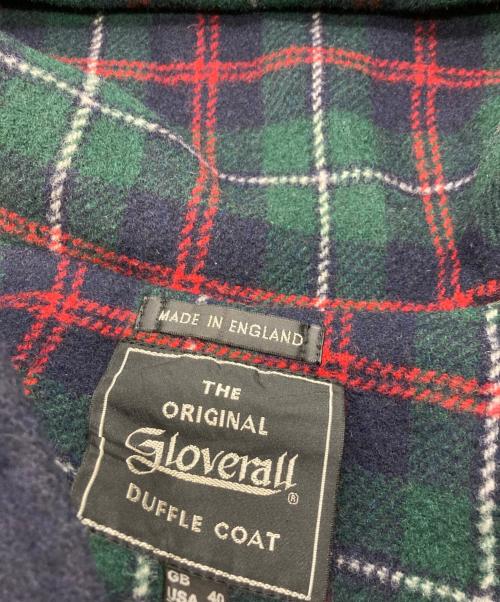 MADE IN ENGLAND
THE
ORIGINAL
Gloverall®
DUFFLE COAT
GB 40
USA